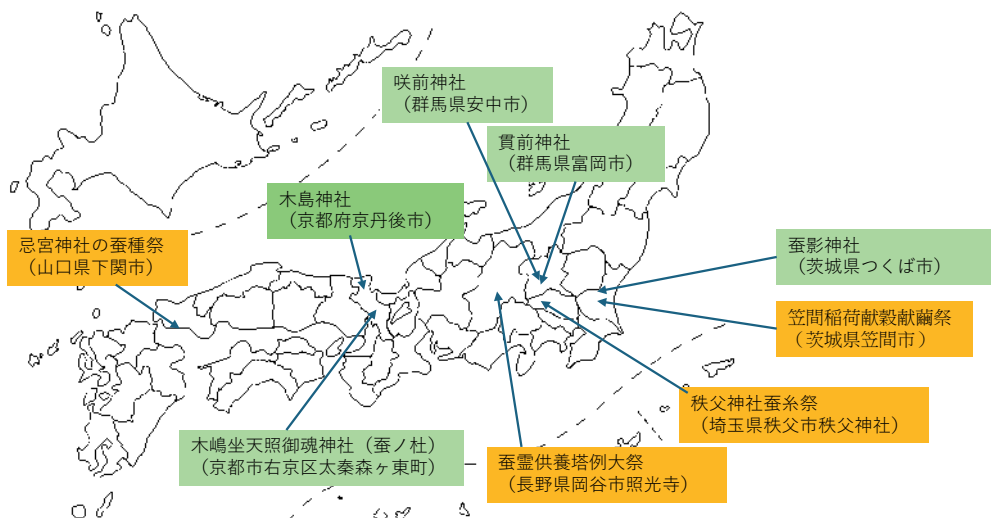 咲前神社
（群馬県安中市）
貫前神社
（群馬県富岡市）
木島神社
（京都府京丹後市）
忌宮神社の蚕種祭
（山口県下関市）
蚕影神社
（茨城県つくば市）
笠間稲荷献穀献繭祭
（茨城県笠間市）
秩父神社蚕糸祭
（埼玉県秩父市秩父神社）
木嶋坐天照御魂神社（蚕ノ杜）
（京都市右京区太秦森ヶ東町）
蚕霊供養塔例大祭
（長野県岡谷市照光寺）